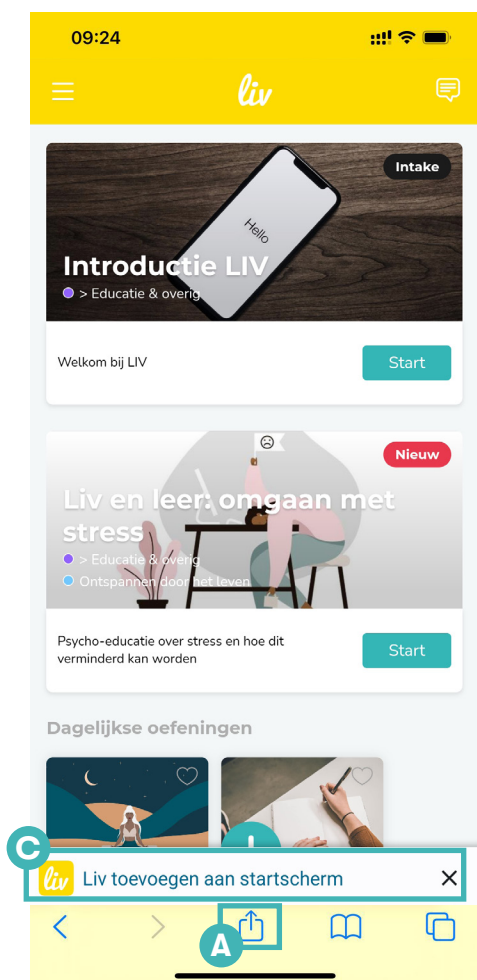 09:24
liv
Intake
Hello
Introductie LIV
> Educatie & overig
Welkom bij LIV
Start
Nieuw
Liv en leer: omgaan met
stress
> Educatie & overig
Ontspannen door het leven
Psycho-educatie over stress en hoe dit
verminderd kan worden
Start
Dagelijkse oefeningen
C
liv Liv toevoegen aan startscherm
A